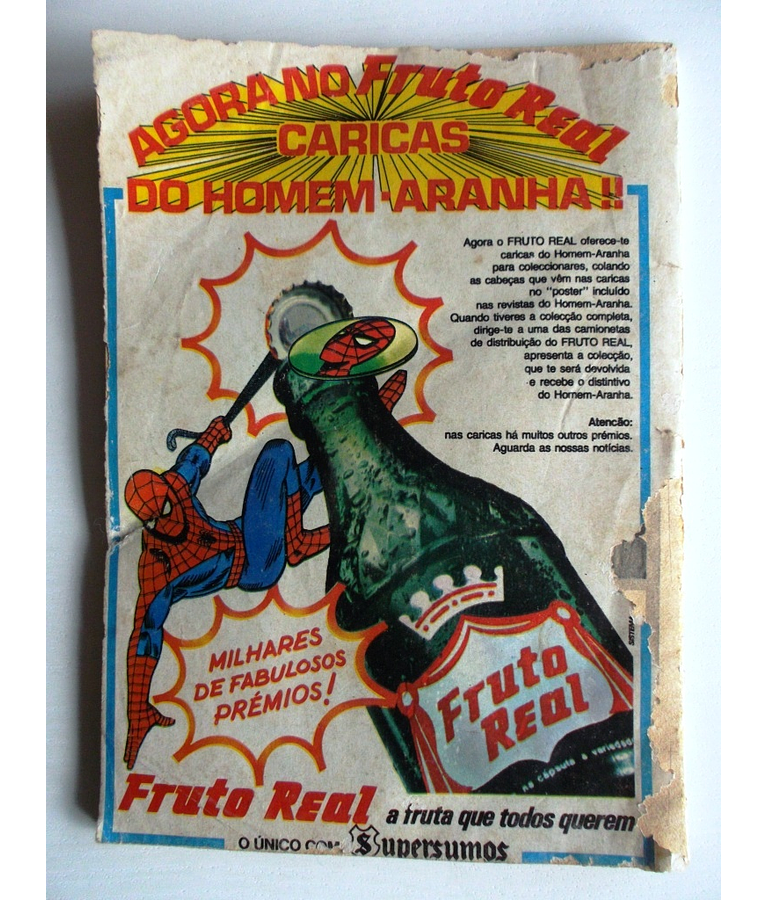 AGORA NO Fruto Real
CARICAS
DO HOMEM-ARANHA!!
Agora o FRUTO REAL oferece-te
caricas do Homem-Aranha
para coleccionares, colando
as cabeças que vêm nas caricas
no "poster" incluído
nas revistas do Homem-Aranha.
Quando tiveres a colecção completa,
dirige-te a uma das camionetas
de distribuição do FRUTO REAL,
apresenta a colecção,
que te será devolvida
e recebe o distintivo
do Homem-Aranha.
Atencão:
nas caricas há muitos outros prémios.
Aguarda as nossas notícias.
MILHARES
DE FABULOSOS
PRÉMIOS!
Fruto
Real
na cápsula a variedade
Fruto Real a fruta que todos querem
O ÚNICO COM Supersumos